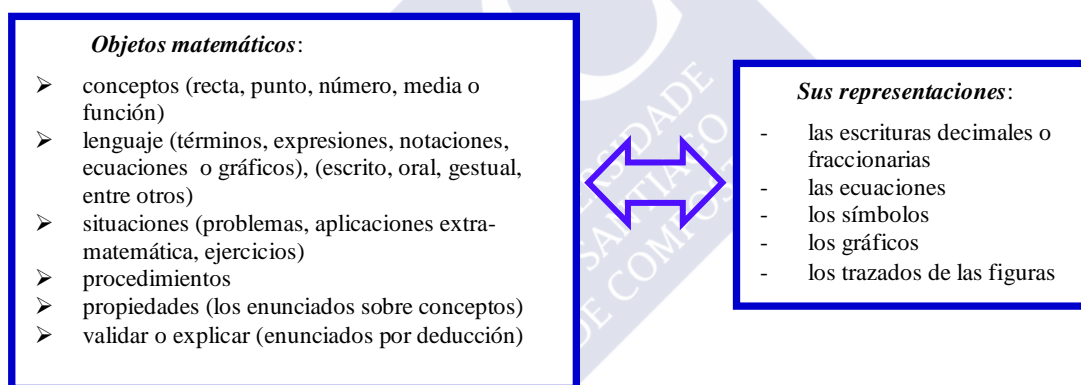 Objetos matemáticos:
➢ conceptos (recta, punto, número, media o
función)
➢ lenguaje (términos, expresiones, notaciones,
ecuaciones o gráficos), (escrito, oral, gestual,
entre otros)
➢ situaciones (problemas, aplicaciones extra-
matemática, ejercicios)
➢ procedimientos
➢ propiedades (los enunciados sobre conceptos)
➢ validar o explicar (enunciados por deducción)
Sus representaciones:
- las escrituras decimales o
fraccionarias
- las ecuaciones
- los símbolos
- los gráficos
- los trazados de las figuras